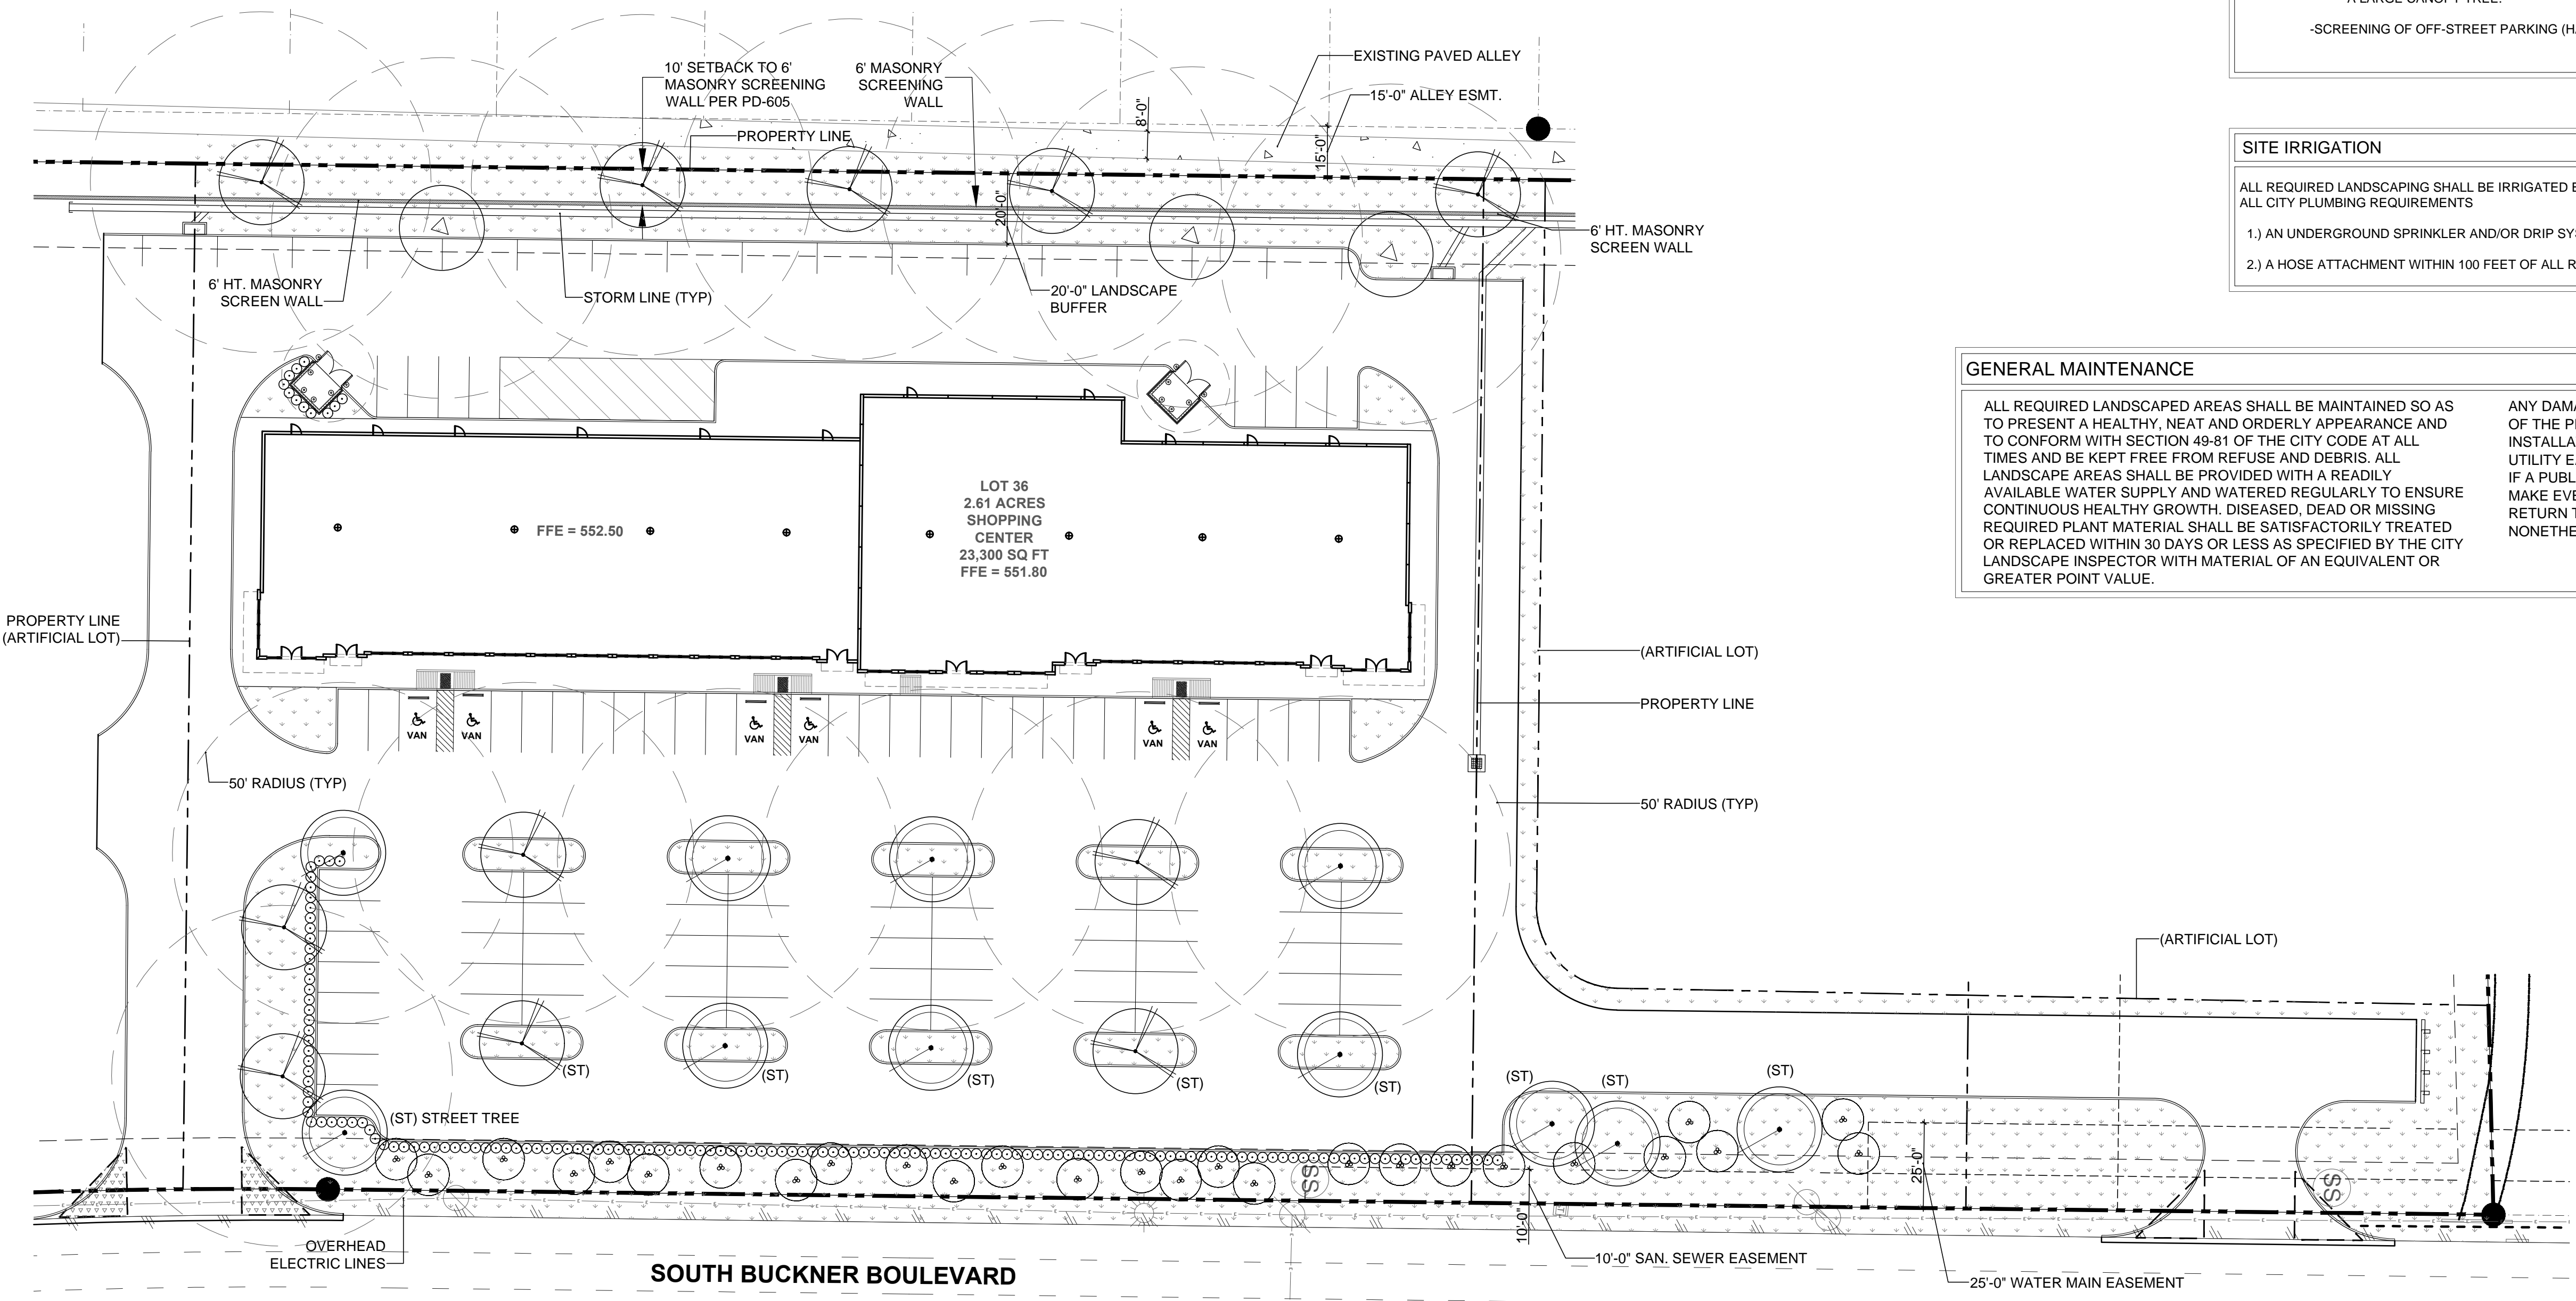 A LARGE CANOPY TREE.
-SCREENING OF OFF-STREET PARKING
EXISTING PAVED ALLEY
10' SETBACK TO 6'
MASONRY SCREENING
WALL PER PD-605
6' MASONRY
SCREENING
WALL
15'-0" ALLEY ESMT.
8'-0"
PROPERTY LINE
15'-0"
SITE IRRIGATION
ALL REQUIRED LANDSCAPING SHALL BE IRRIGATED
ALL CITY PLUMBING REQUIREMENTS
1.) AN UNDERGROUND SPRINKLER AND/OR DRIP
2.) A HOSE ATTACHMENT WITHIN 100 FEET OF ALL
20'-0"
6' HT. MASONRY
SCREEN WALL
6' HT. MASONRY
SCREEN WALL
STORM LINE (TYP)
20'-0" LANDSCAPE
BUFFER
GENERAL MAINTENANCE
ALL REQUIRED LANDSCAPED AREAS SHALL BE MAINTAINED SO AS
TO PRESENT A HEALTHY, NEAT AND ORDERLY APPEARANCE AND
TO CONFORM WITH SECTION 49-81 OF THE CITY CODE AT ALL
TIMES AND BE KEPT FREE FROM REFUSE AND DEBRIS. ALL
LANDSCAPE AREAS SHALL BE PROVIDED WITH A READILY
AVAILABLE WATER SUPPLY AND WATERED REGULARLY TO ENSURE
CONTINUOUS HEALTHY GROWTH. DISEASED, DEAD OR MISSING
REQUIRED PLANT MATERIAL SHALL BE SATISFACTORILY TREATED
OR REPLACED WITHIN 30 DAYS OR LESS AS SPECIFIED BY THE CITY
LANDSCAPE INSPECTOR WITH MATERIAL OF AN EQUIVALENT OR
GREATER POINT VALUE.
ANY
OF THE
UTILITY
IF A
MAKE
RETURN
LOT 36
2.61 ACRES
SHOPPING
CENTER
23,300 SQ FT
FFE = 551.80
FFE = 552.50
PROPERTY LINE
(ARTIFICIAL LOT)
(ARTIFICIAL LOT)
PROPERTY LINE
VAN
VAN
VAN
VAN
VAN
VAN
50' RADIUS (TYP)
50' RADIUS (TYP)
(ARTIFICIAL LOT)
(ST)
(ST)
(ST)
(ST)
(ST)
(ST)
(ST)
(ST)
(ST) STREET TREE
SS
25'-0"
SS
10'-0"
OVERHEAD
ELECTRIC LINES
SOUTH BUCKNER BOULEVARD
10'-0" SAN. SEWER EASEMENT
25'-0" WATER MAIN EASEMENT